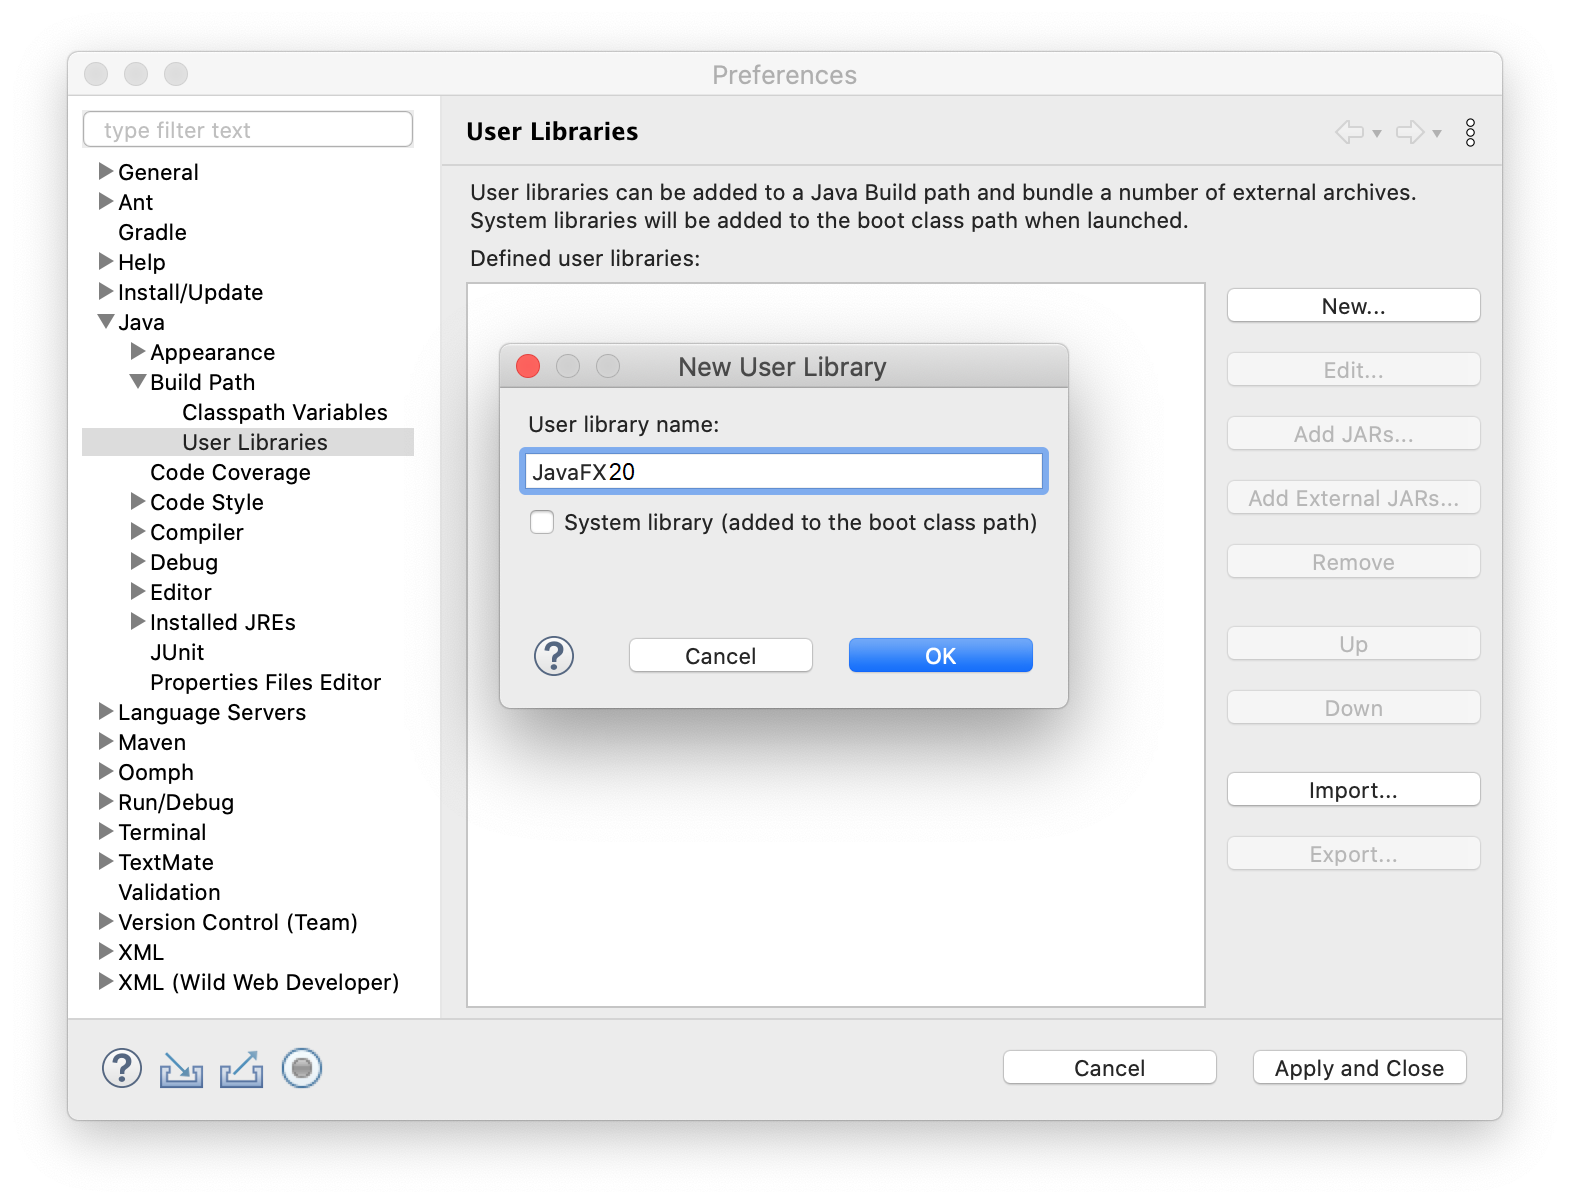 Preferences
type filter text
General
Ant
Gradle
Help
Install/Update
Java
Appearance
Build Path
Classpath Variables
User Libraries
Code Coverage
Code Style
Compiler
Debug
Editor
Installed JREs
JUnit
Properties Files Editor
Language Servers
Maven
Oomph
Run/Debug
Terminal
TextMate
Validation
Version Control (Team)
XML
XML (Wild Web Developer)
User Libraries
User libraries can be added to a Java Build path and bundle a number of external archives.
System libraries will be added to the boot class path when launched.
Defined user libraries:
New User Library
User library name:
JavaFX20
System library (added to the boot class path)
?
Cancel
OK
New...
Edit...
Add JARs...
Add External JARs...
Remove
Up
Down
Import...
Export...
?
Cancel
Apply and Close